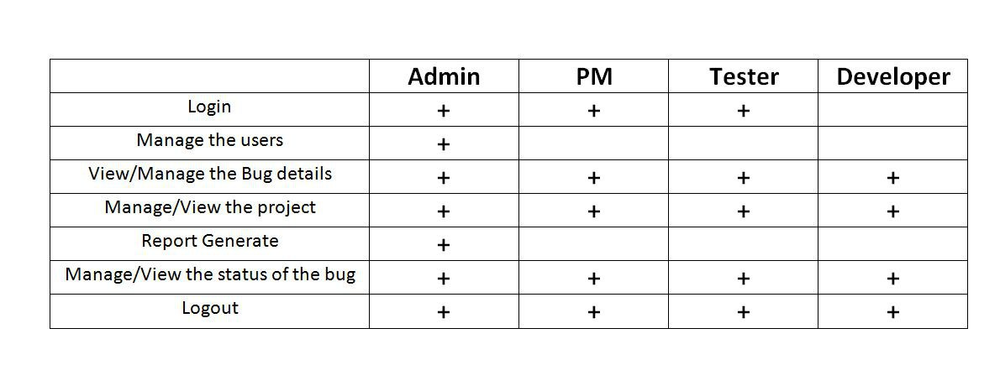 Admin PM Tester Developer
Login + + +
Manage the users +
View/Manage the Bug details + + + +
Manage/View the project + + + +
Report Generate +
Manage/View the status of the bug + + + +
Logout + + + +